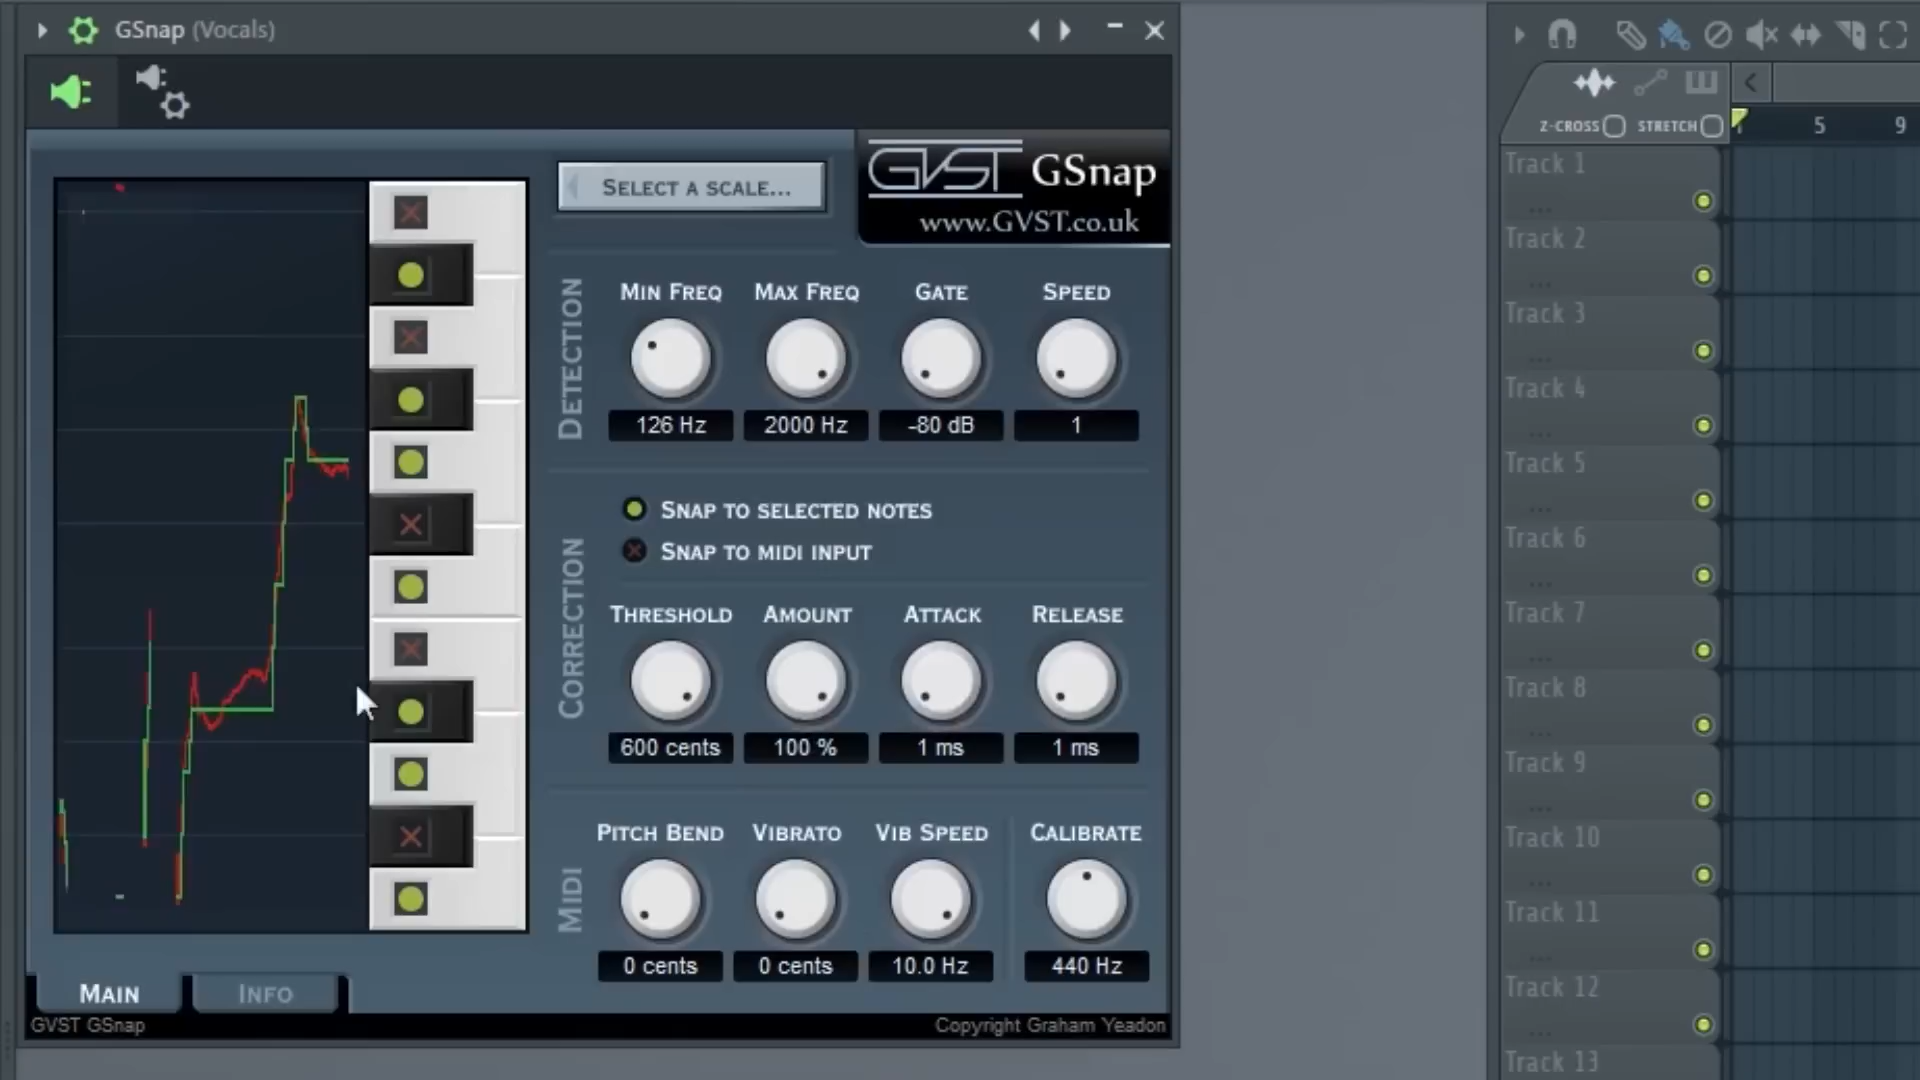 GSnap (Vocals)
SELECT A SCALE...
GVST GSnap
www.GVST.co.uk
DETECTION
MIN FREQ MAX FREQ GATE SPEED
126 Hz 2000 Hz -80 dB 1
CORRECTION
SNAP TO SELECTED NOTES
SNAP TO MIDI INPUT
THRESHOLD AMOUNT ATTACK RELEASE
600 cents 100 % 1 ms 1 ms
MIDI
PITCH BEND VIBRATO VIB SPEED CALIBRATE
0 cents 0 cents 10.0 Hz 440 Hz
MAIN INFO
GVST GSnap Copyright Graham Yeadon
Z-CROSS STRETCH
5 9
Track 1
Track 2
Track 3
Track 4
Track 5
Track 6
Track 7
Track 8
Track 9
Track 10
Track 11
Track 12
Track 13